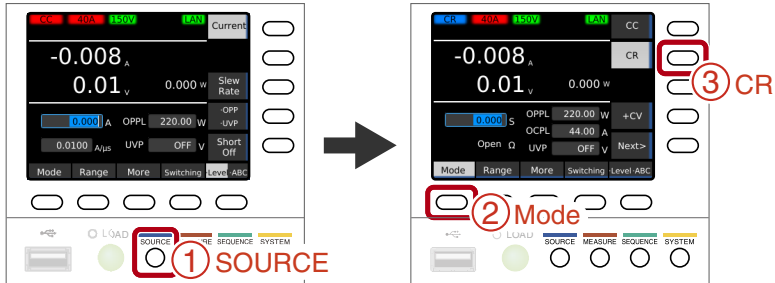 CC 40A 150V LAN Current
-0.008 A
0.01 V 0.000 W Slew Rate
0.000 A OPPL 220.00 W ·OPP ·UVP
0.0100 A/µs UVP OFF V Short Off
Mode Range More Switching ·Level·ABC
LOAD SOURCE SEQUENCE SYSTEM
1 SOURCE
CR 40A 150V LAN CC
-0.008 A CR
0.01 V 0.000 W
3 CR
0.000 S OPPL 220.00 W +CV
OCPL 44.00 A
Open Ω UVP OFF V Next>
Mode Range More Switching ·Level·ABC
2 Mode
LOAD SOURCE MEASURE SEQUENCE SYSTEM